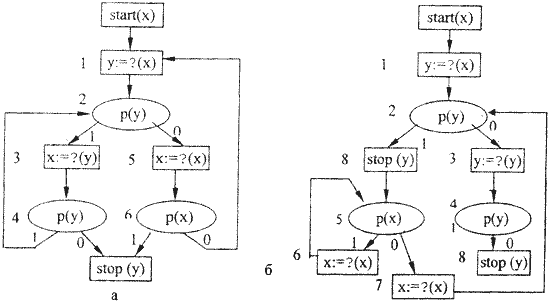 start(x)
1 y:=?(x)
2 p(y)
1 0
3 x:=?(y) 5 x:=?(x)
4 p(y) 6 p(x)
1 0 1 0
stop (y)
а
start(x)
1 y:=?(x)
2 p(y)
1 0
8 stop (y) 3 y:=?(y)
5 p(x) 4 p(y)
1 0 1 0
6 x:=?(x) 8 stop (y)
7 x:=?(x)
б